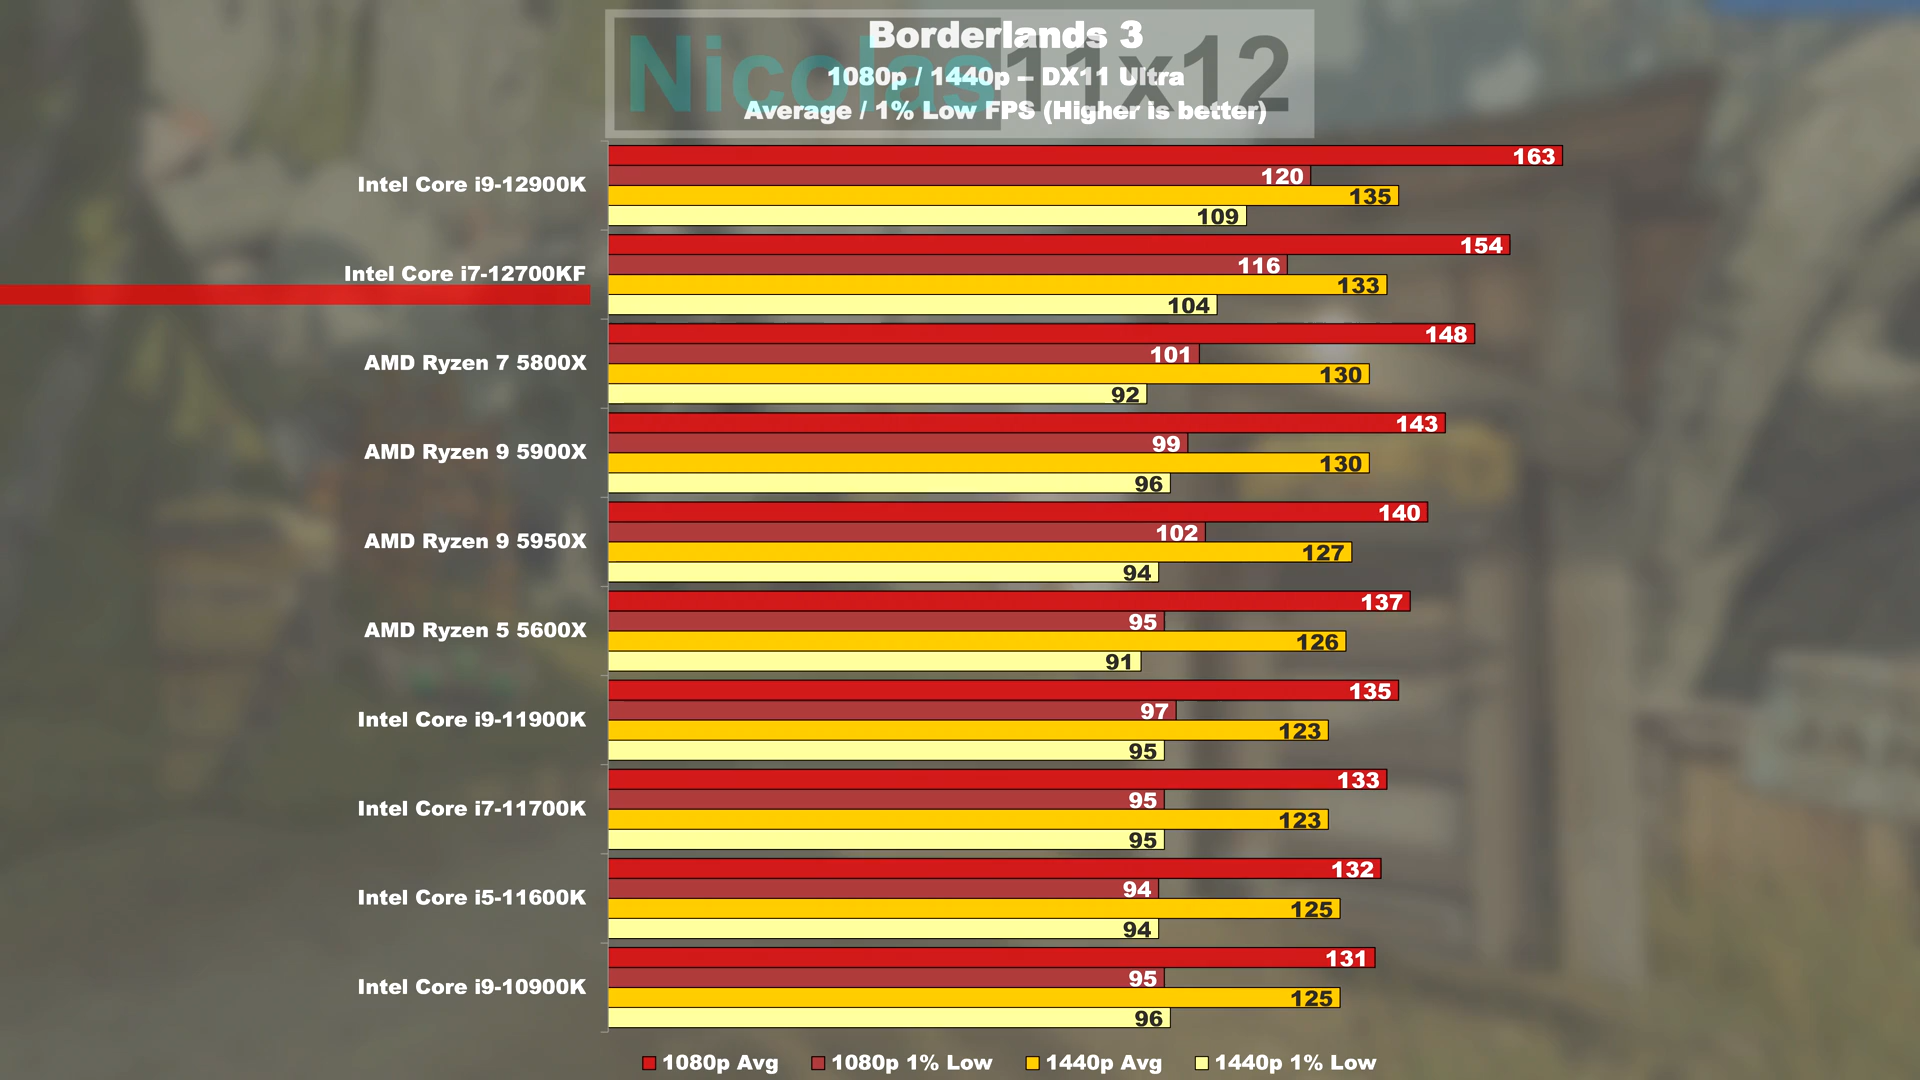 Nicolas11x12
Borderlands 3
1080p / 1440p – DX11 Ultra
Average / 1% Low FPS (Higher is better)
Intel Core i9-12900K
163
120
135
109
Intel Core i7-12700KF
154
116
133
104
AMD Ryzen 7 5800X
148
101
130
92
AMD Ryzen 9 5900X
143
99
130
96
AMD Ryzen 9 5950X
140
102
127
94
AMD Ryzen 5 5600X
137
95
126
91
Intel Core i9-11900K
135
97
123
95
Intel Core i7-11700K
133
95
123
95
Intel Core i5-11600K
132
94
125
94
Intel Core i9-10900K
131
95
125
96
1080p Avg 1080p 1% Low 1440p Avg 1440p 1% Low